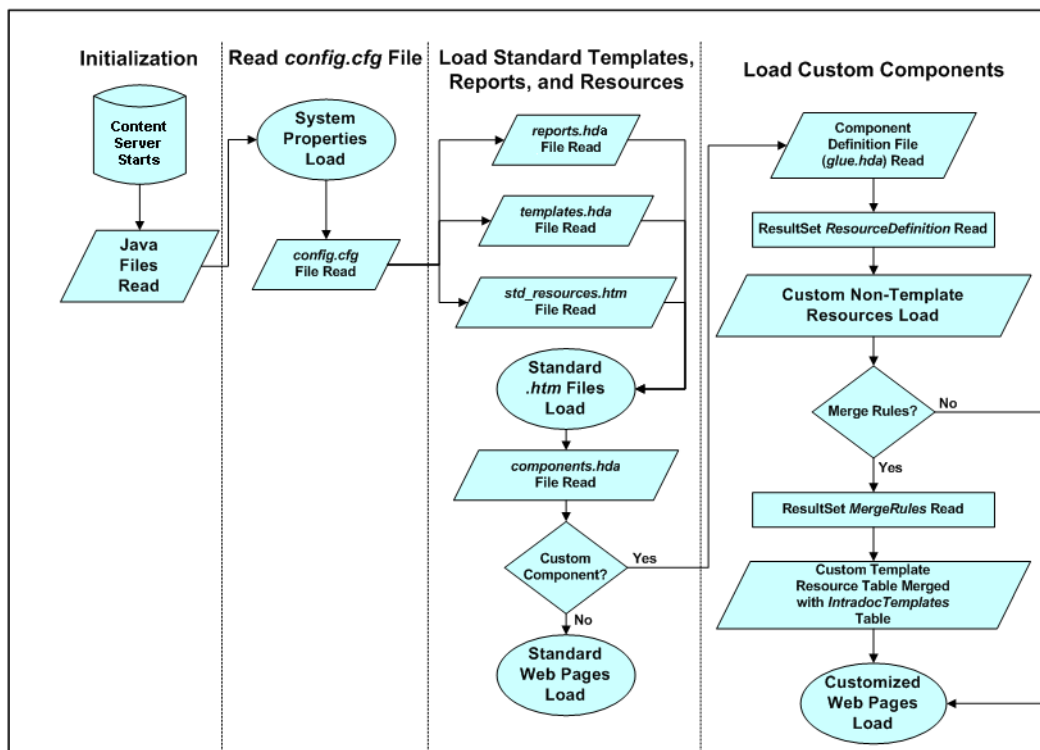 Initialization
Content
Server
Starts
Java
Files
Read
Read config.cfg File
System
Properties
Load
config.cfg
File Read
Load Standard Templates,
Reports, and Resources
reports.hda
File Read
templates.hda
File Read
std_resources.htm
File Read
Standard
.htm Files
Load
components.hda
File Read
Custom
Component?
Yes
No
Standard
Web Pages
Load
Load Custom Components
Component
Definition File
(glue.hda) Read
ResultSet ResourceDefinition Read
Custom Non-Template
Resources Load
Merge Rules?
No
Yes
ResultSet MergeRules Read
Custom Template
Resource Table Merged
with IntradocTemplates
Table
Customized
Web Pages
Load